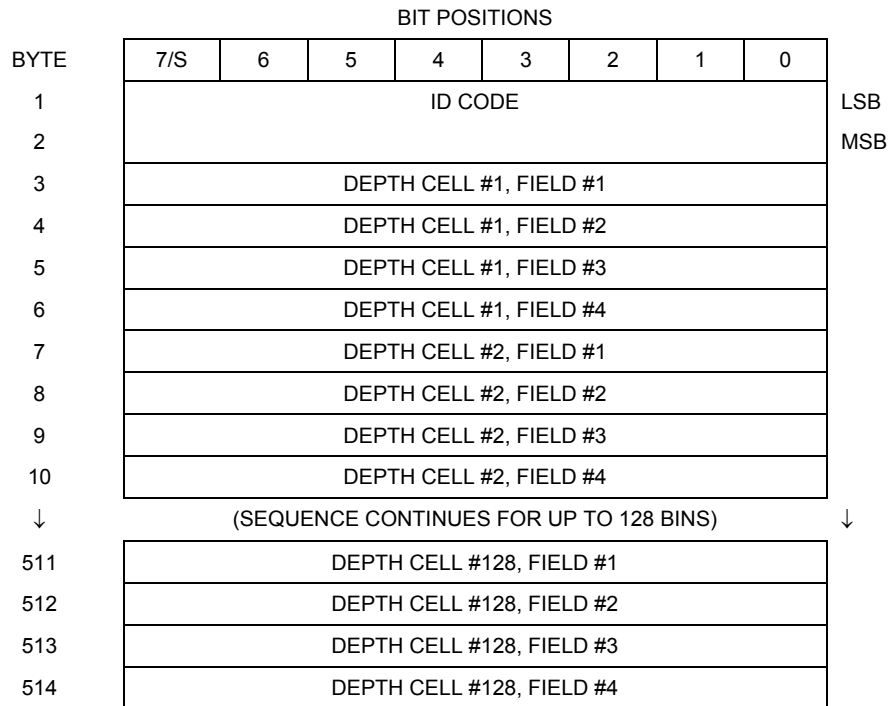 BIT POSITIONS
BYTE 7/S 6 5 4 3 2 1 0
1 ID CODE LSB
2 MSB
3 DEPTH CELL #1, FIELD #1
4 DEPTH CELL #1, FIELD #2
5 DEPTH CELL #1, FIELD #3
6 DEPTH CELL #1, FIELD #4
7 DEPTH CELL #2, FIELD #1
8 DEPTH CELL #2, FIELD #2
9 DEPTH CELL #2, FIELD #3
10 DEPTH CELL #2, FIELD #4
↓ (SEQUENCE CONTINUES FOR UP TO 128 BINS) ↓
511 DEPTH CELL #128, FIELD #1
512 DEPTH CELL #128, FIELD #2
513 DEPTH CELL #128, FIELD #3
514 DEPTH CELL #128, FIELD #4